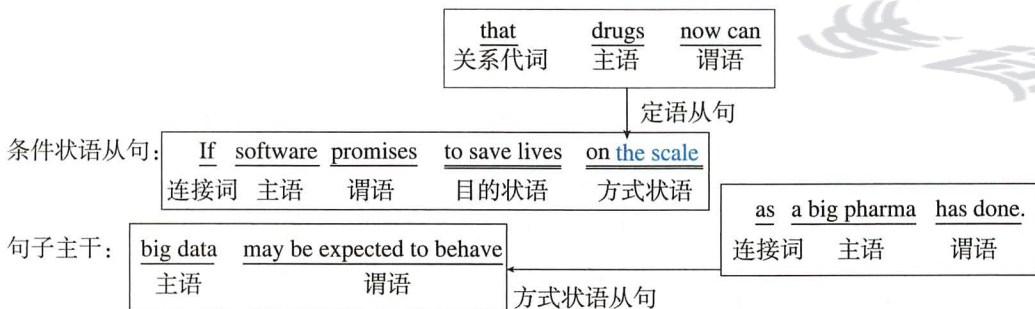 that drugs now can
关系代词 主语 谓语
定语从句
条件状语从句: If software promises to save lives on the scale
连接词 主语 谓语 目的状语 方式状语
as a big pharma has done.
连接词 主语 谓语
句子主干: big data may be expected to behave
主语 谓语
方式状语从句